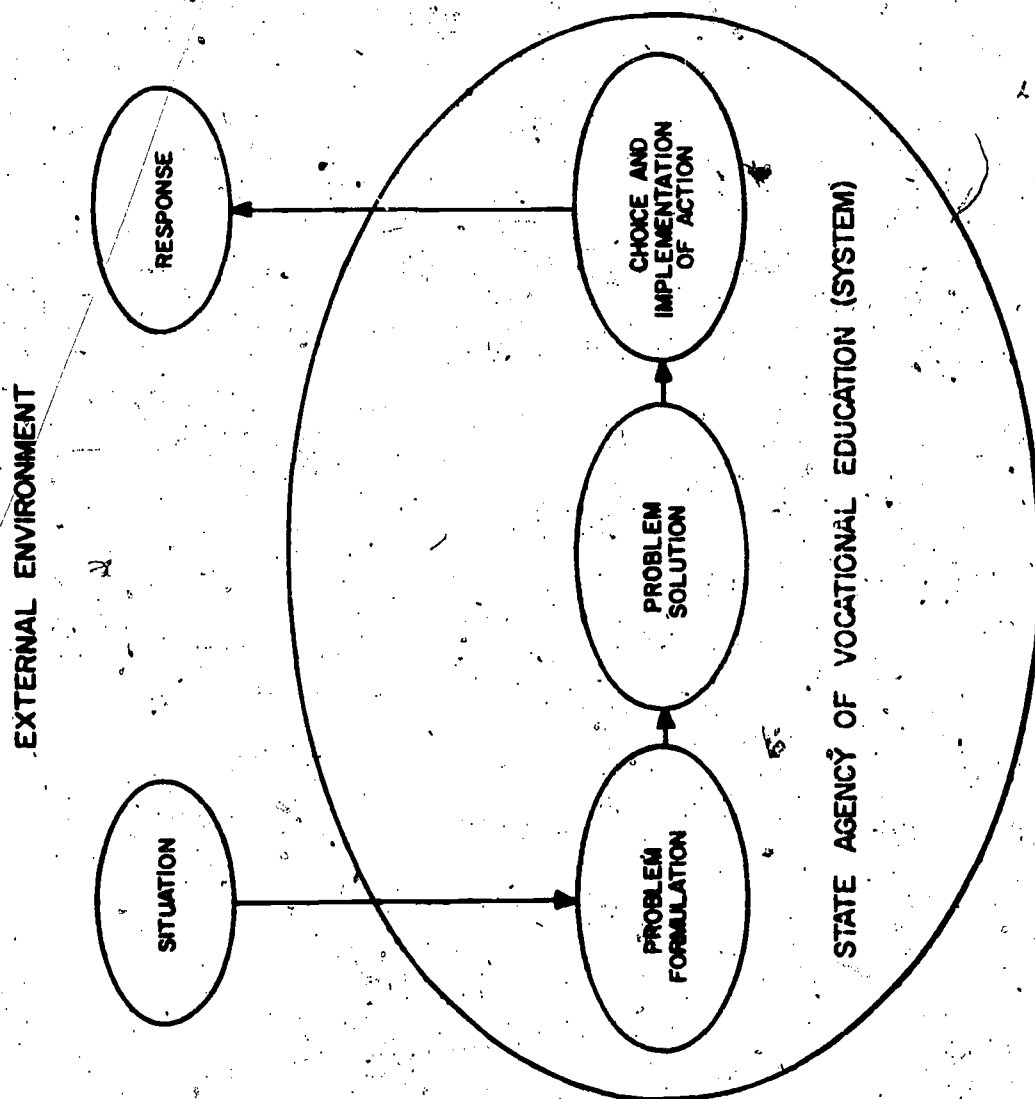 EXTERNAL ENVIRONMENT
SITUATION
RESPONSE
PROBLEM
FORMULATION
PROBLEM
SOLUTION
CHOICE AND
IMPLEMENTATION
OF ACTION
STATE AGENCY OF VOCATIONAL EDUCATION (SYSTEM)